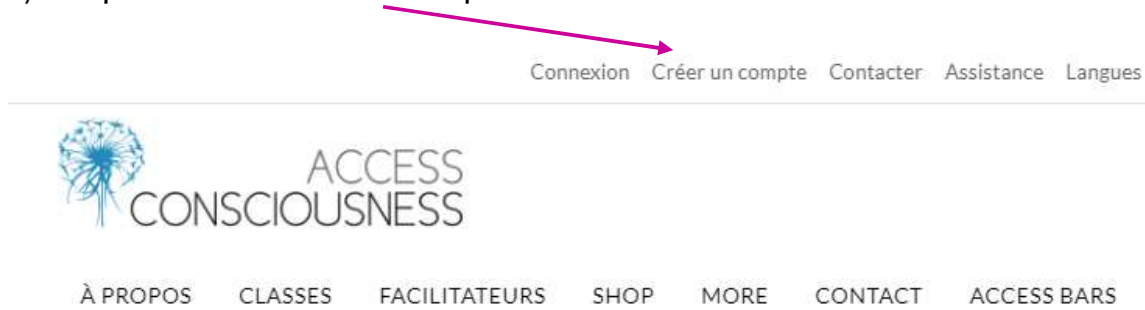 Connexion Créer un compte Contacter Assistance Langues
ACCESS
CONSCIOUSNESS
À PROPOS CLASSES FACILITATEURS SHOP MORE CONTACT ACCESS BARS